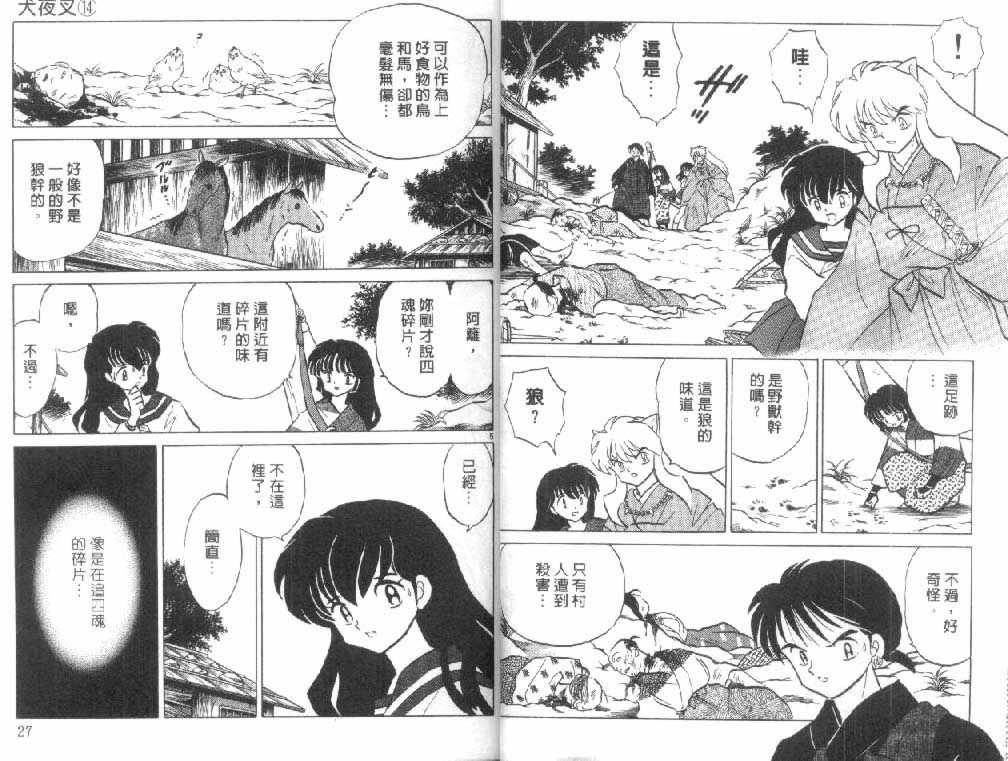 犬夜叉⑭
！
哇…
這是…
這足跡
…
是野獸幹
的嗎？
這是狼的
味道。
狼？
不過，好
奇怪。
只有村
人遭到
殺害…
可以作為上
好食物的鳥
和馬，卻都
毫髮無傷…
好像不是
一般的野
狼幹的。
阿籬，
妳剛才說四
魂碎片？
這附近有
碎片的味
道嗎？
嗯，
不過…
已經…
不在這
裡了，
簡直…
像是在這四魂
的碎片…
27